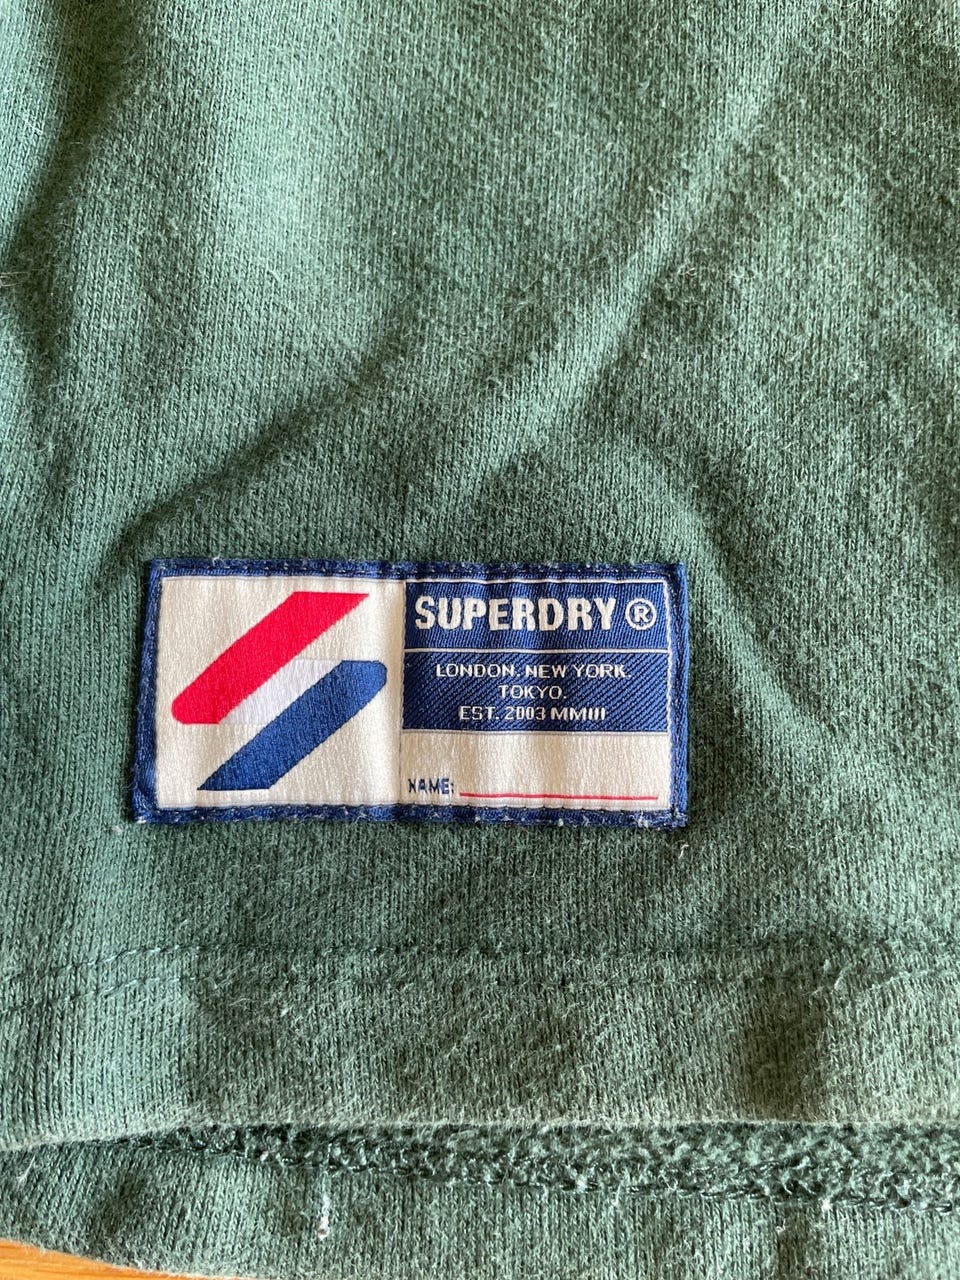 SUPERDRY ®
LONDON. NEW YORK.
TOKYO.
EST. 2003 MMIII
NAME: